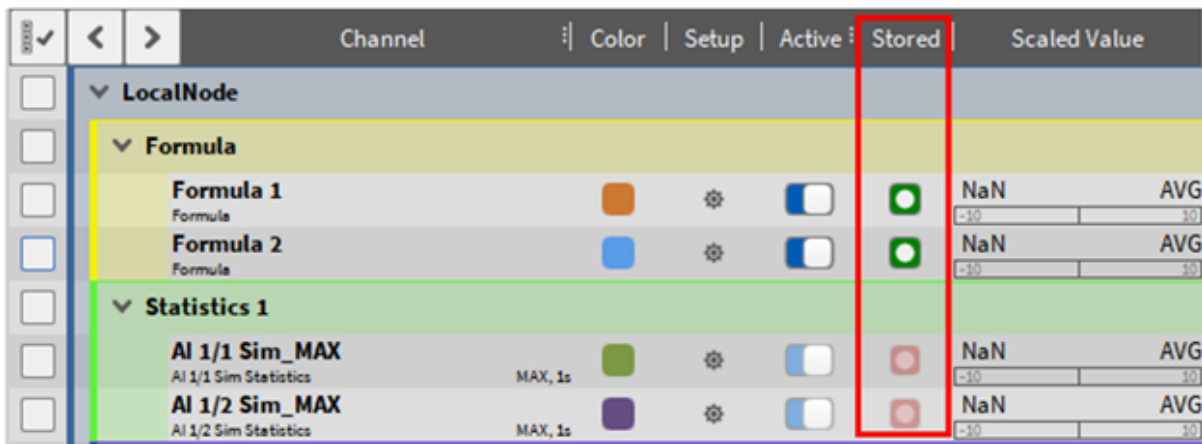 Channel Color Setup Active Stored Scaled Value
LocalNode
Formula
Formula 1 NaN AVG
Formula -10 10
Formula 2 NaN AVG
Formula -10 10
Statistics 1
AI 1/1 Sim_MAX NaN AVG
AI 1/1 Sim Statistics MAX, 1s -10 10
AI 1/2 Sim_MAX NaN AVG
AI 1/2 Sim Statistics MAX, 1s -10 10